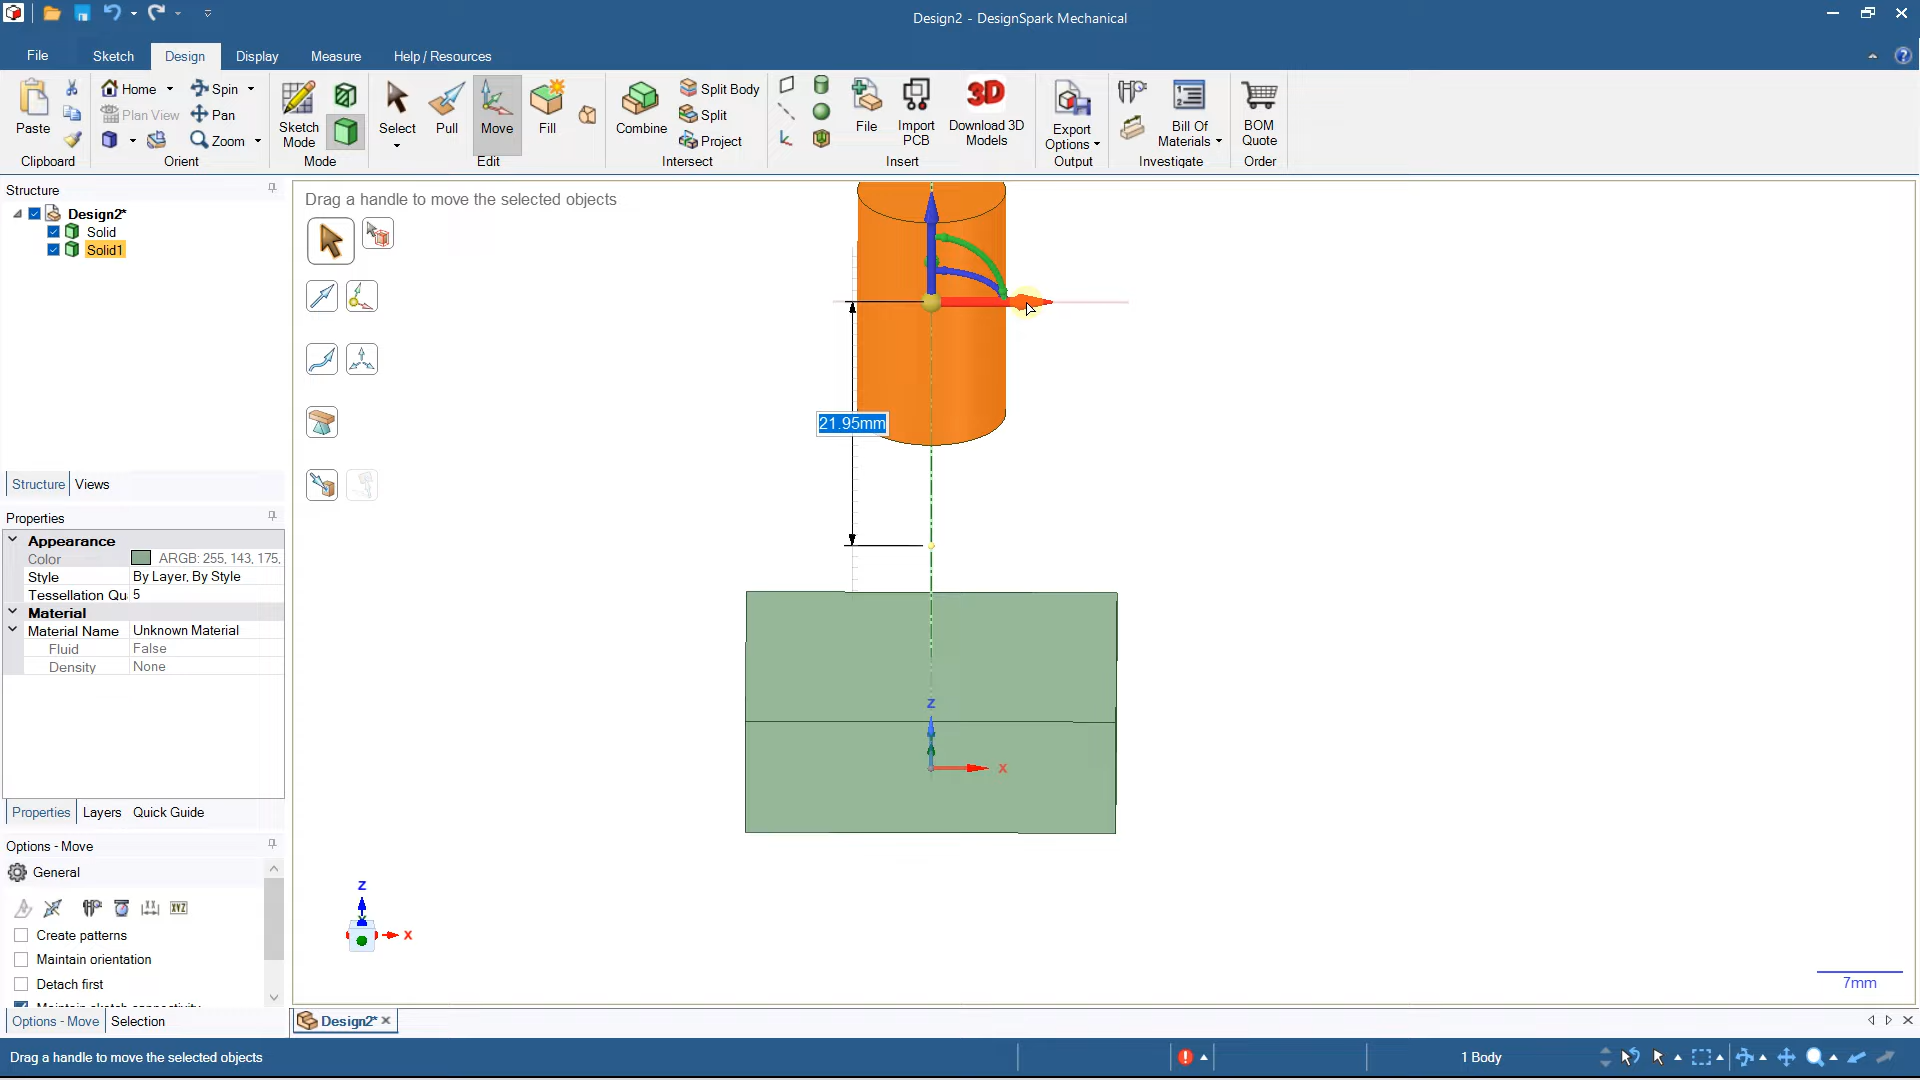 Design2 - DesignSpark Mechanical
File Sketch Design Display Measure Help / Resources
Paste
Clipboard
Home Spin
Plan View Pan
Zoom
Orient
Sketch Mode
Mode
Select Pull Move Fill
Edit
Combine Split Body
Split
Project
Intersect
File Import PCB 3D Download 3D Models
Insert
Export Options
Output
Bill Of Materials
Investigate
BOM Quote
Order
Structure
Design2*
Solid
Solid1
Structure Views
Properties
Appearance
Color ARGB: 255, 143, 175,
Style By Layer, By Style
Tessellation Qu 5
Material
Material Name Unknown Material
Fluid False
Density None
Properties Layers Quick Guide
Options - Move
General
XYZ
Create patterns
Maintain orientation
Detach first
Maintain sketch connectivity
Options - Move Selection
Drag a handle to move the selected objects
21.95mm
Z
X
Z
X
7mm
Design2*
Drag a handle to move the selected objects
1 Body